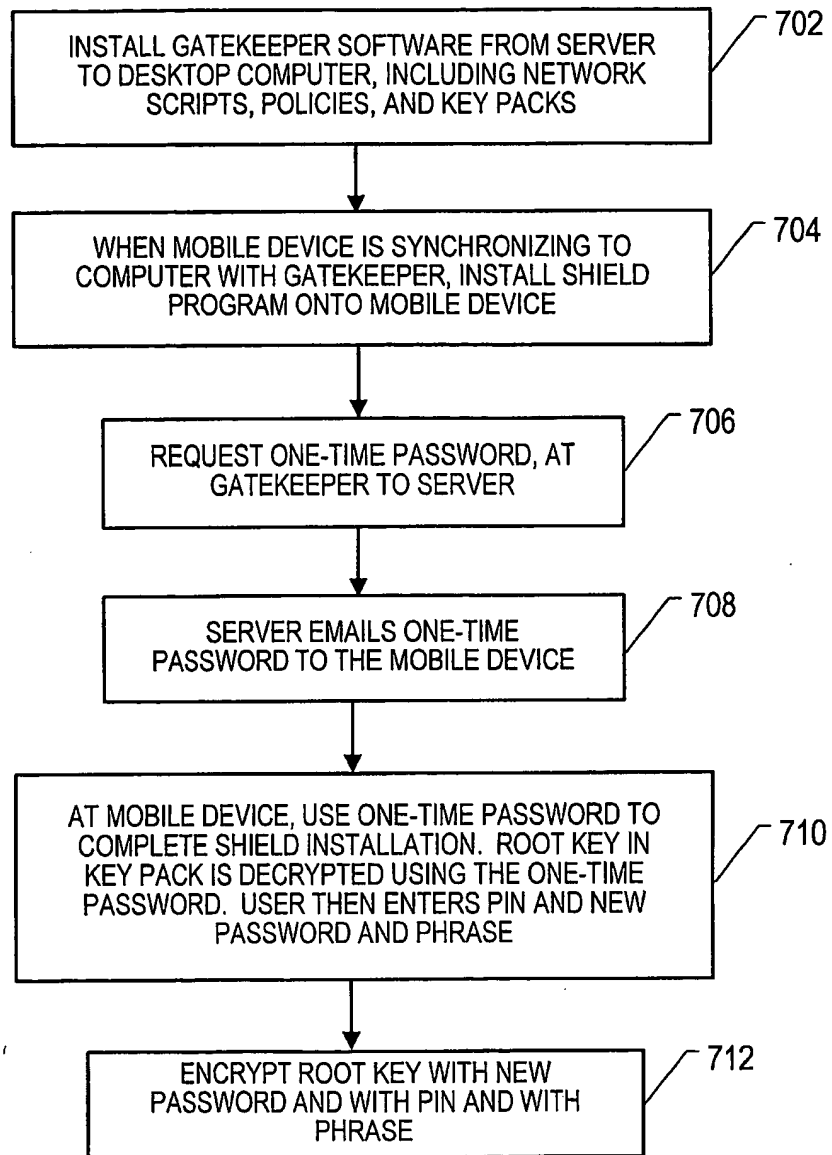 INSTALL GATEKEEPER SOFTWARE FROM SERVER
TO DESKTOP COMPUTER, INCLUDING NETWORK
SCRIPTS, POLICIES, AND KEY PACKS
702
WHEN MOBILE DEVICE IS SYNCHRONIZING TO
COMPUTER WITH GATEKEEPER, INSTALL SHIELD
PROGRAM ONTO MOBILE DEVICE
704
REQUEST ONE-TIME PASSWORD, AT
GATEKEEPER TO SERVER
706
SERVER EMAILS ONE-TIME
PASSWORD TO THE MOBILE DEVICE
708
AT MOBILE DEVICE, USE ONE-TIME PASSWORD TO
COMPLETE SHIELD INSTALLATION. ROOT KEY IN
KEY PACK IS DECRYPTED USING THE ONE-TIME
PASSWORD. USER THEN ENTERS PIN AND NEW
PASSWORD AND PHRASE
710
ENCRYPT ROOT KEY WITH NEW
PASSWORD AND WITH PIN AND WITH
PHRASE
712